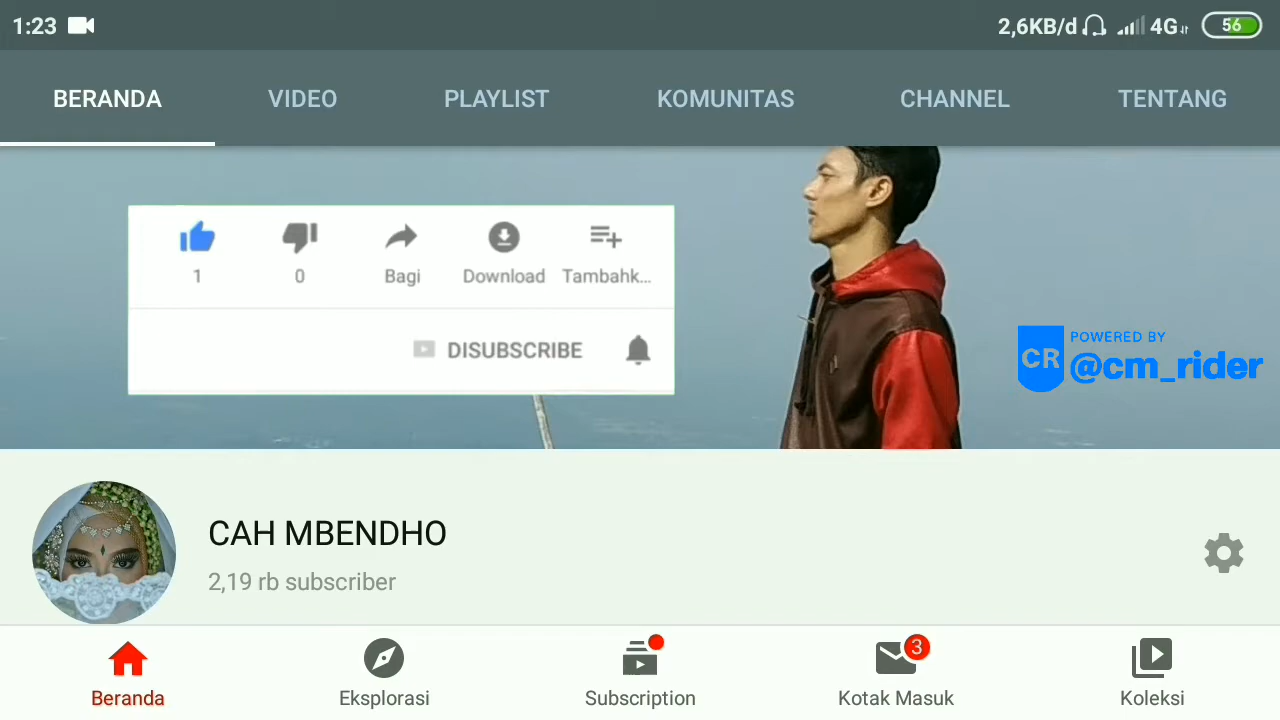 1:23 2,6KB/d 4G 56
BERANDA VIDEO PLAYLIST KOMUNITAS CHANNEL TENTANG
1 0 Bagi Download Tambahk...
DISUBSCRIBE
CR POWERED BY
@cm_rider
CAH MBENDHO
2,19 rb subscriber
3
Beranda Eksplorasi Subscription Kotak Masuk Koleksi